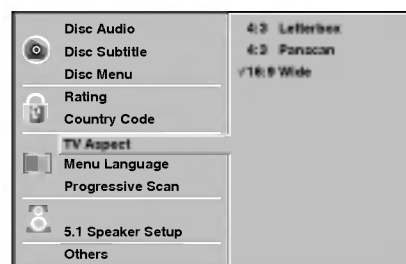 Disc Audio
Disc Subtitle
Disc Menu
Rating
Country Code
TV Aspect
Menu Language
Progressive Scan
5.1 Speaker Setup
Others
4:3 Letterbox
4:3 Panscan
√16:9 Wide